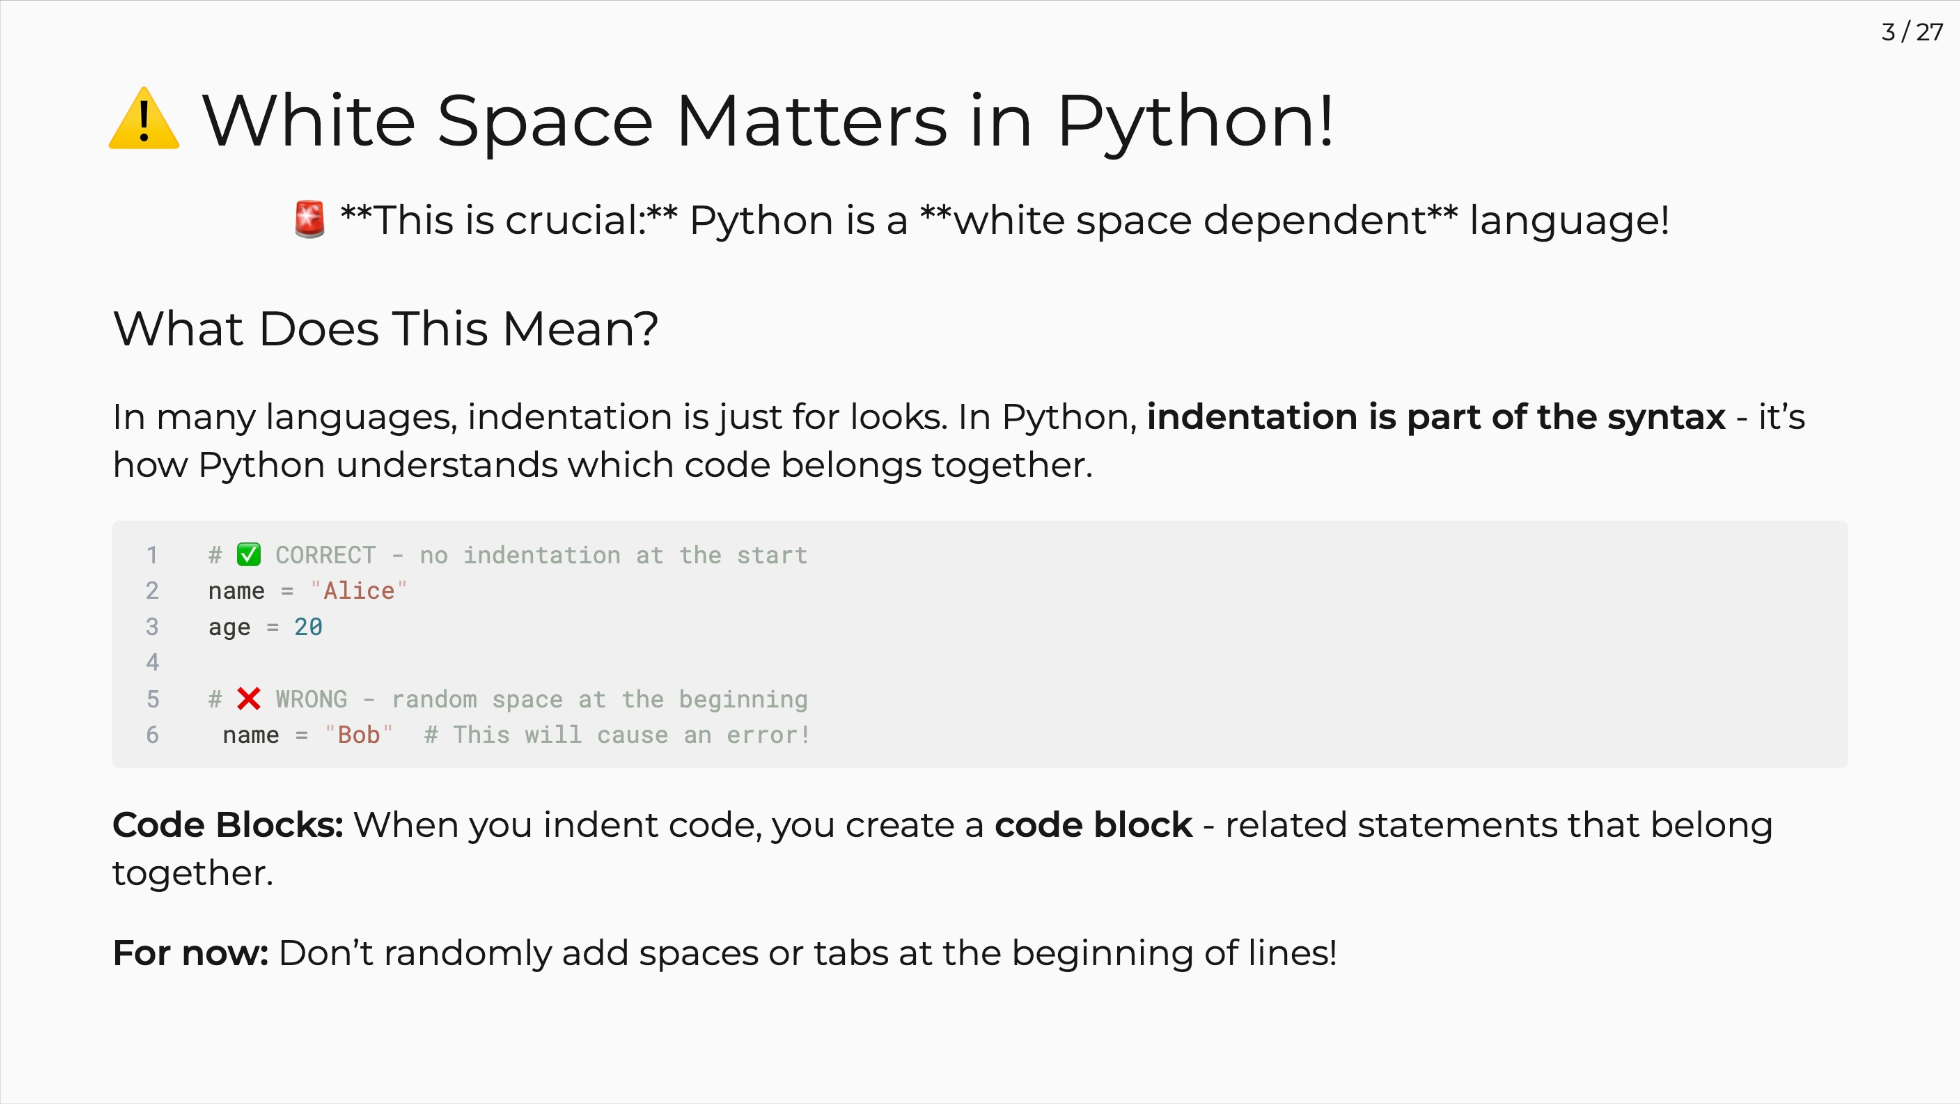 3 / 27
⚠️ White Space Matters in Python!
🚨 **This is crucial:** Python is a **white space dependent** language!
What Does This Mean?
In many languages, indentation is just for looks. In Python, indentation is part of the syntax - it’s
how Python understands which code belongs together.
1 # ✅ CORRECT - no indentation at the start
2 name = "Alice"
3 age = 20
4
5 # ❌ WRONG - random space at the beginning
6  name = "Bob"  # This will cause an error!
Code Blocks: When you indent code, you create a code block - related statements that belong
together.
For now: Don’t randomly add spaces or tabs at the beginning of lines!